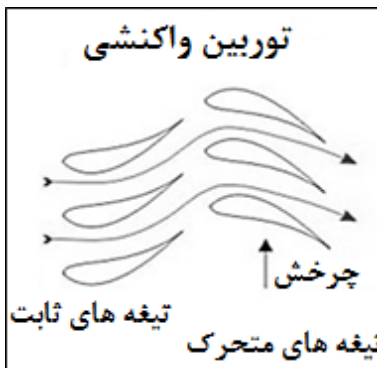 توربین واکنشی
چرخش
تیغه های ثابت
تیغه های متحرک